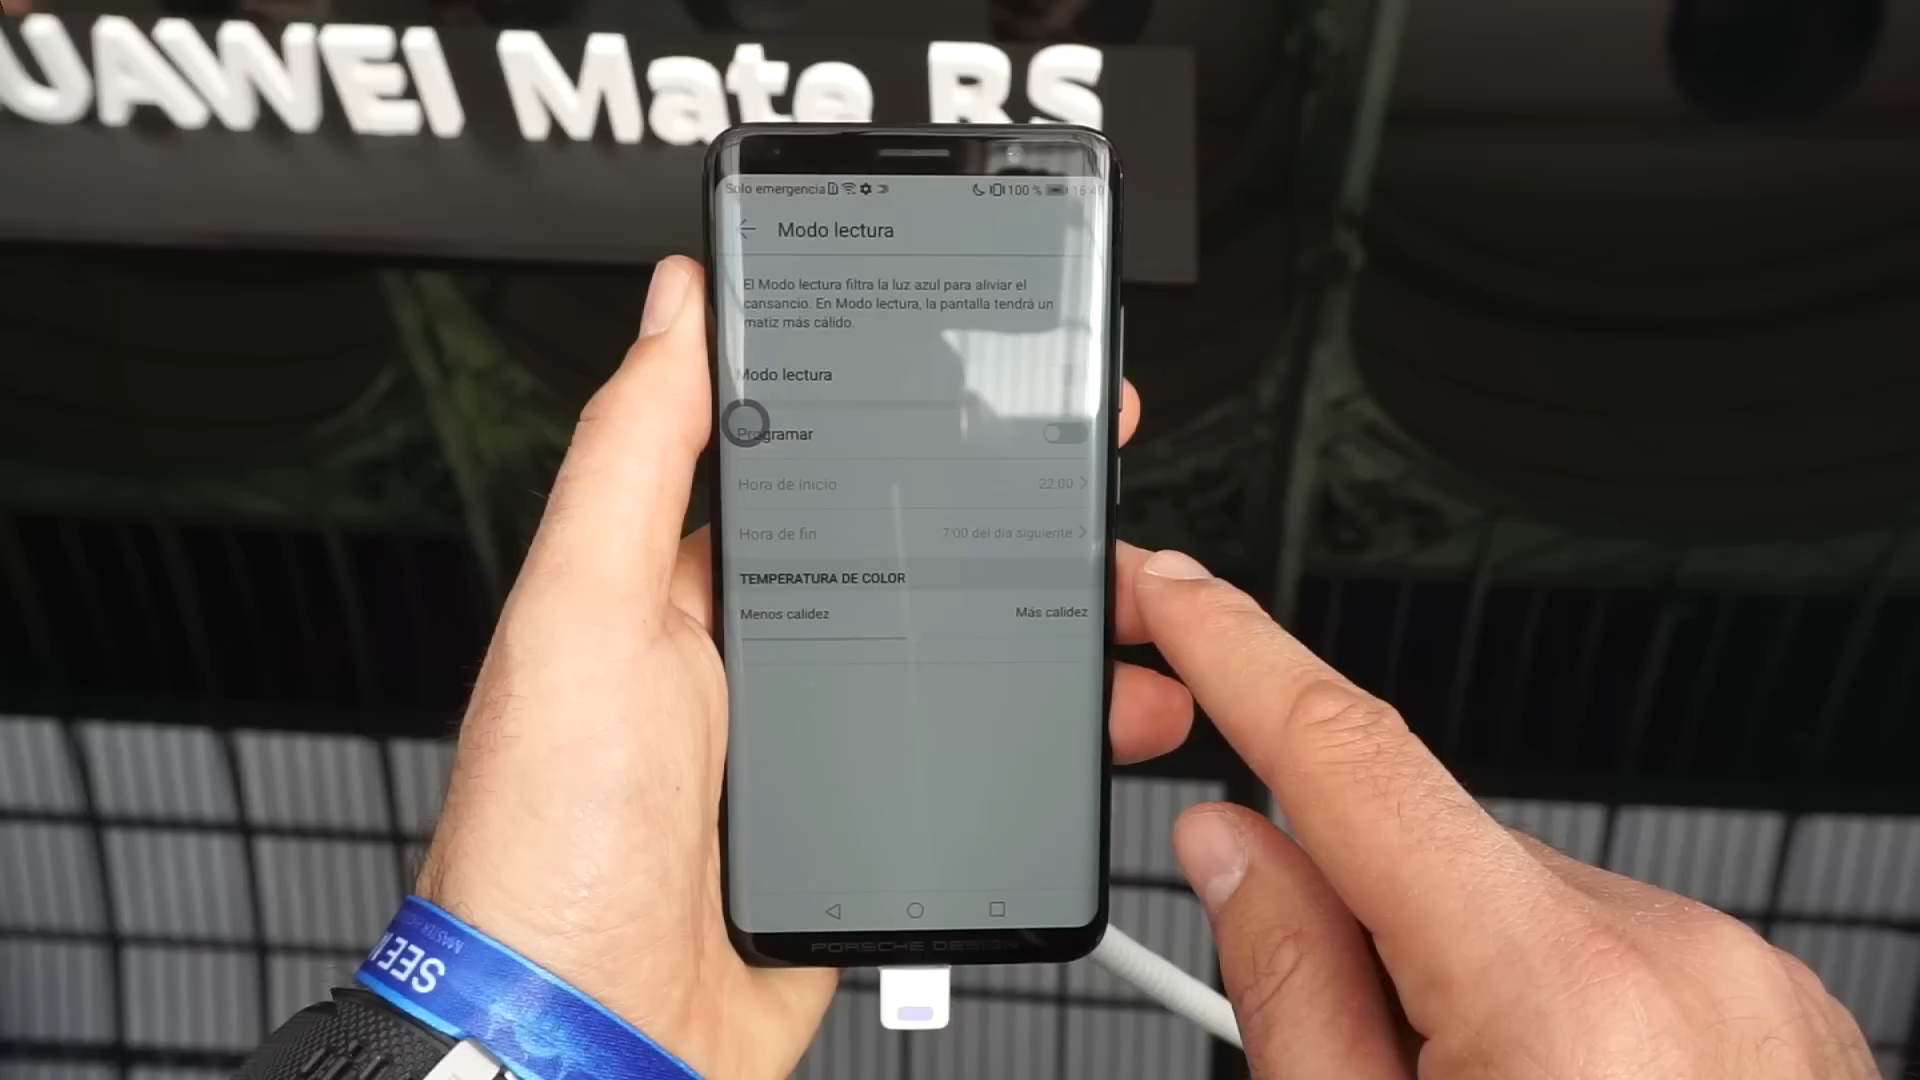 UAWEI Mate RS
Solo emergencia 100 %
Modo lectura
El Modo lectura filtra la luz azul para aliviar el
cansancio. En Modo lectura, la pantalla tendrá un
matiz más cálido.
Modo lectura
Programar
Hora de inicio 22:00
Hora de fin 7:00 del día siguiente
TEMPERATURA DE COLOR
Menos calidez Más calidez
PORSCHE DESIGN
SEE